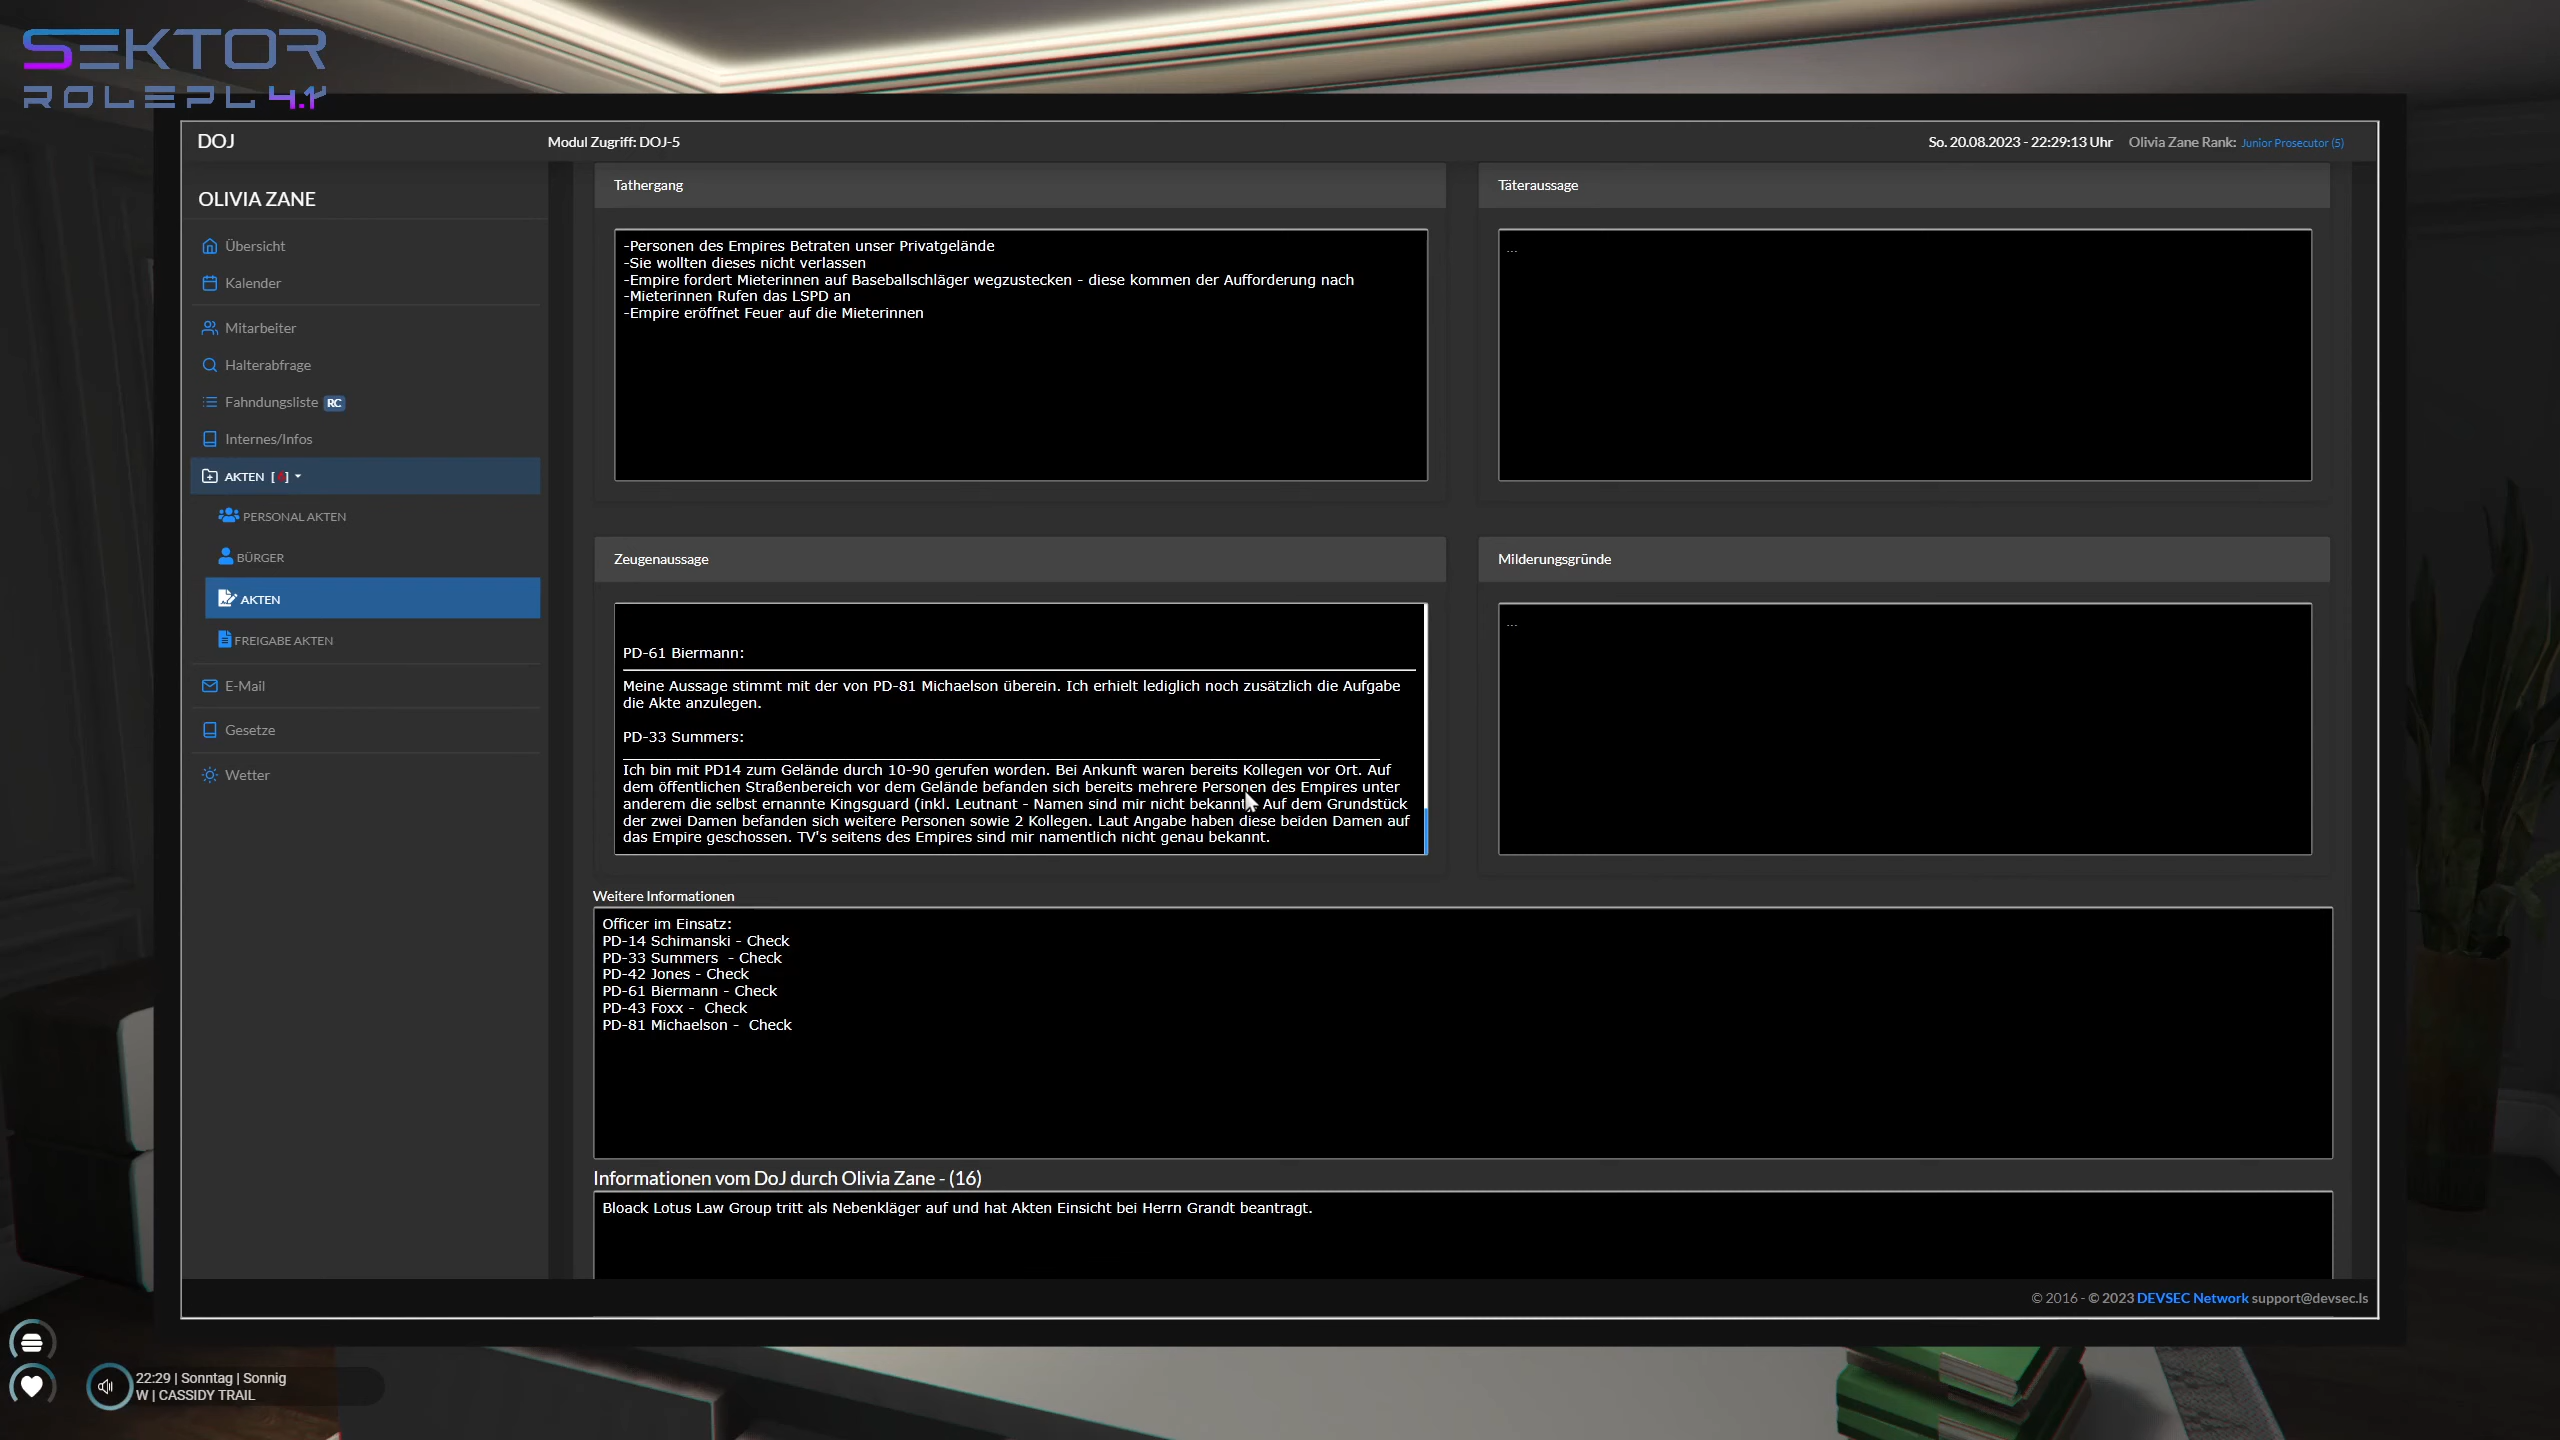 SEKTOR
ROLEPL4.Y
DOJ
Modul Zugriff: DOJ-5
So. 20.08.2023 - 22:29:13 Uhr Olivia Zane Rank: Junior Prosecutor (5)
OLIVIA ZANE
Übersicht
Kalender
Mitarbeiter
Halterabfrage
Fahndungsliste RC
Internes/Infos
AKTEN [ ]
PERSONAL AKTEN
BÜRGER
AKTEN
FREIGABE AKTEN
E-Mail
Gesetze
Wetter
Tathergang
-Personen des Empires Betraten unser Privatgelände
-Sie wollten dieses nicht verlassen
-Empire fordert Mieterinnen auf Baseballschläger wegzustecken - diese kommen der Aufforderung nach
-Mieterinnen Rufen das LSPD an
-Empire eröffnet Feuer auf die Mieterinnen
Täteraussage
...
Zeugenaussage
PD-61 Biermann:
Meine Aussage stimmt mit der von PD-81 Michaelson überein. Ich erhielt lediglich noch zusätzlich die Aufgabe
die Akte anzulegen.
PD-33 Summers:
Ich bin mit PD14 zum Gelände durch 10-90 gerufen worden. Bei Ankunft waren bereits Kollegen vor Ort. Auf
dem öffentlichen Straßenbereich vor dem Gelände befanden sich bereits mehrere Personen des Empires unter
anderem die selbst ernannte Kingsguard (inkl. Leutnant - Namen sind mir nicht bekannt Auf dem Grundstück
der zwei Damen befanden sich weitere Personen sowie 2 Kollegen. Laut Angabe haben diese beiden Damen auf
das Empire geschossen. TV's seitens des Empires sind mir namentlich nicht genau bekannt.
Milderungsgründe
...
Weitere Informationen
Officer im Einsatz:
PD-14 Schimanski - Check
PD-33 Summers - Check
PD-42 Jones - Check
PD-61 Biermann - Check
PD-43 Foxx - Check
PD-81 Michaelson - Check
Informationen vom DoJ durch Olivia Zane - (16)
Bloack Lotus Law Group tritt als Nebenkläger auf und hat Akten Einsicht bei Herrn Grandt beantragt.
© 2016 - © 2023 DEVSEC Network support@devsec.ls
22:29 | Sonntag | Sonnig
W | CASSIDY TRAIL